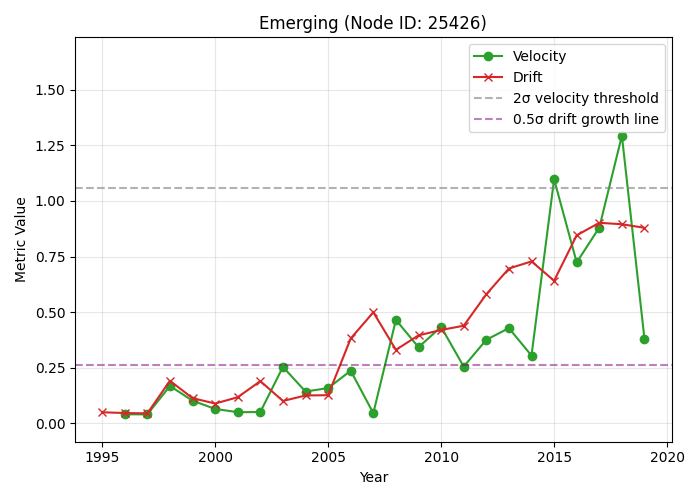 Emerging (Node ID: 25426)
Velocity
Drift
2σ velocity threshold
0.5σ drift growth line
Metric Value
1.50
1.25
1.00
0.75
0.50
0.25
0.00
1995 2000 2005 2010 2015 2020
Year